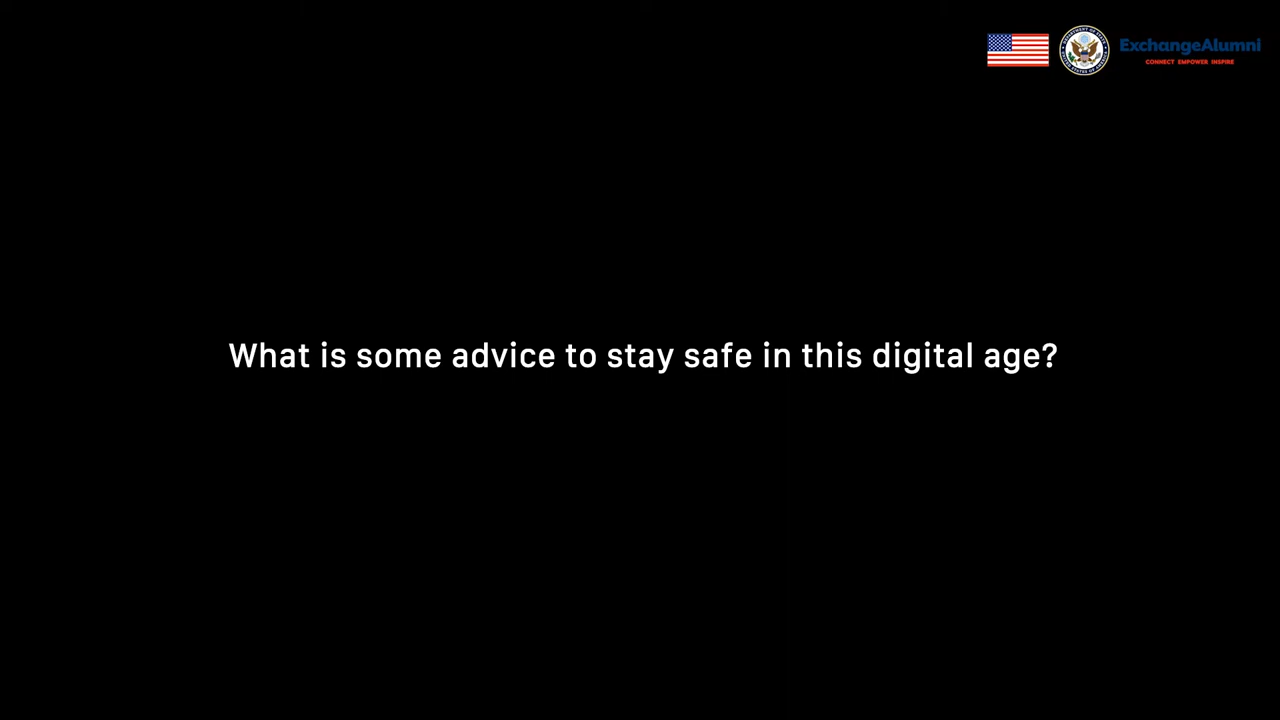 ExchangeAlumni
CONNECT EMPOWER INSPIRE
What is some advice to stay safe in this digital age?